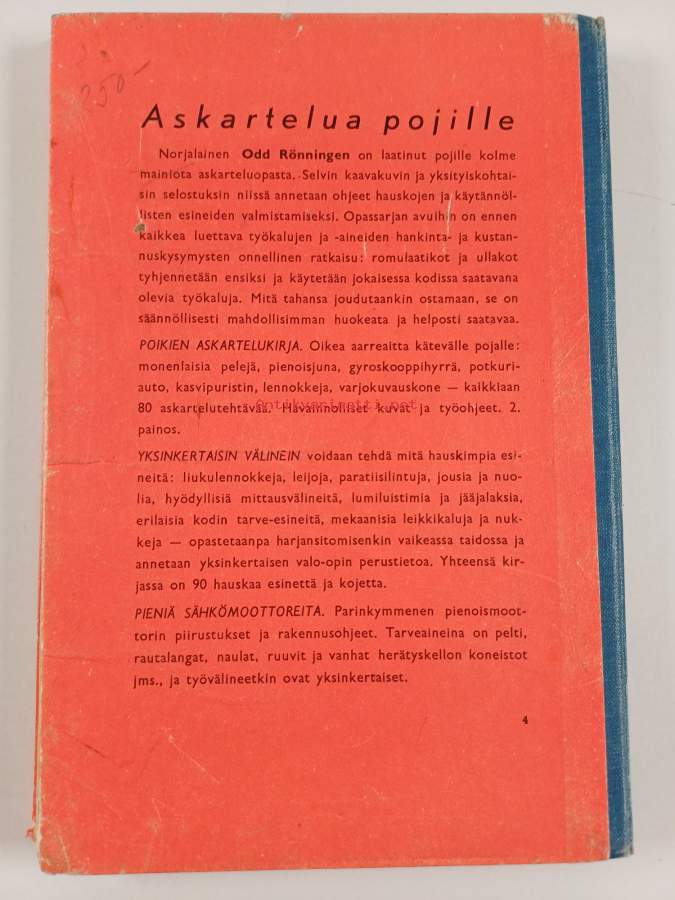 250-
Askartelua pojille
Norjalainen Odd Rönningen on laatinut pojille kolme
mainiota askarteluopasta. Selvin kaavakuvin ja yksityiskohtai-
sin selostuksin niissä annetaan ohjeet hauskojen ja käytännöl-
listen esineiden valmistamiseksi. Opassarjan avuihin on ennen
kaikkea luettava työkalujen ja -aineiden hankinta- ja kustan-
nuskysymysten onnellinen ratkaisu: romulaatikot ja ullakot
tyhjennetään ensiksi ja käytetään jokaisessa kodissa saatavana
olevia työkaluja. Mitä tahansa joudutaankin ostamaan, se on
säännöllisesti mahdollisimman huokeata ja helposti saatavaa.
POIKIEN ASKARTELUKIRJA. Oikea aarreaitta kätevälle pojalle:
monenlaisia pelejä, pienoisjuna, gyroskooppihyrrä, potkuri-
auto, kasvipuristin, lennokkeja, varjokuvauskone — kaikkiaan
80 askartelutehtävää. Havainnolliset kuvat ja työohjeet. 2.
painos.
Antikvariaatti.net
YKSINKERTAISIN VÄLINEIN voidaan tehdä mitä hauskimpia esi-
neitä: liukulennokkeja, leijoja, paratiisilintuja, jousia ja nuo-
lia, hyödyllisiä mittausvälineitä, lumiluistimia ja jääjalaksia,
erilaisia kodin tarve-esineitä, mekaanisia leikkikaluja ja nuk-
keja — opastetaanpa harjansitomisenkin vaikeassa taidossa ja
annetaan yksinkertaisen valo-opin perustietoa. Yhteensä kir-
jassa on 90 hauskaa esinettä ja kojetta.
PIENIÄ SÄHKÖMOOTTOREITA. Parinkymmenen pienoismoot-
torin piirustukset ja rakennusohjeet. Tarveaineina on pelti,
rautalangat, naulat, ruuvit ja vanhat herätyskellon koneistot
jms., ja työvälineetkin ovat yksinkertaiset.
4